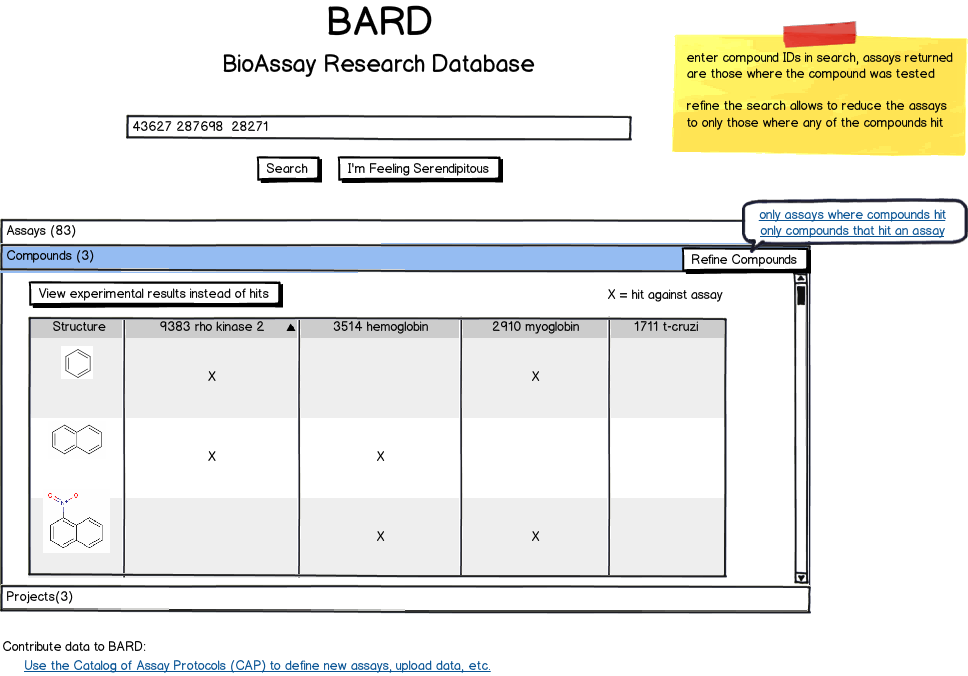 BARD
BioAssay Research Database
enter compound IDs in search, assays returned
are those where the compound was tested
refine the search allows to reduce the assays
to only those where any of the compounds hit
43627 287698 28271
Search
I'm Feeling Serendipitous
only assays where compounds hit
only compounds that hit an assay
Assays (83)
Compounds (3)
Refine Compounds
View experimental results instead of hits
X = hit against assay
Structure 9383 rho kinase 2 ▲ 3514 hemoglobin 2910 myoglobin 1711 t-cruzi
X X
X X
O N+ O
X X
Projects(3)
Contribute data to BARD:
Use the Catalog of Assay Protocols (CAP) to define new assays, upload data, etc.